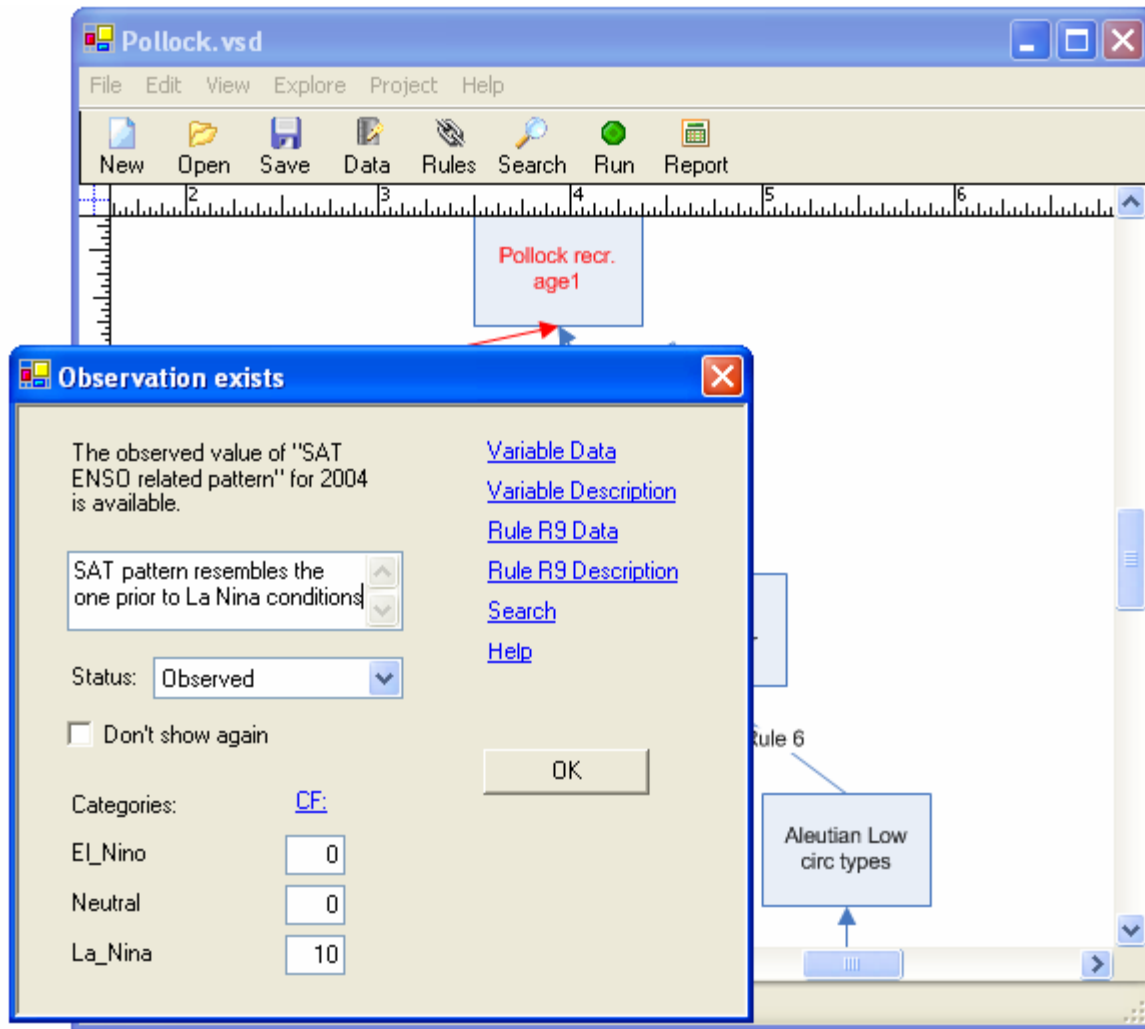 Pollock.vsd
File Edit View Explore Project Help
New Open Save Data Rules Search Run Report
2 3 4 5 6
Pollock recr.
age1
Observation exists
The observed value of "SAT
ENSO related pattern" for 2004
is available.
SAT pattern resembles the
one prior to La Nina conditions
Status: Observed
Don't show again
Categories: CF:
El_Nino 0
Neutral 0
La_Nina 10
Variable Data
Variable Description
Rule R9 Data
Rule R9 Description
Search
Help
OK
Rule 6
Aleutian Low
circ types